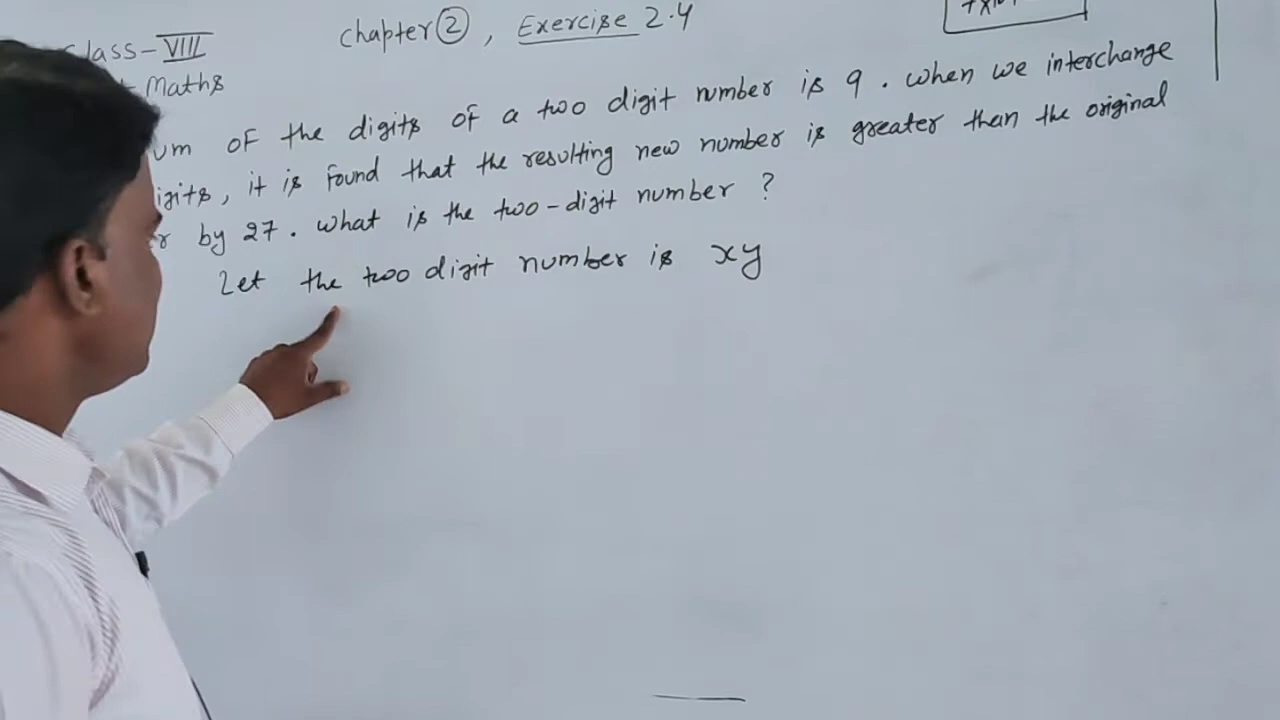 Class-VIII
chapter ②, Exercise 2.4
Maths
um of the digits of a two digit number is 9. When we interchange
igits, it is found that the resulting new number is greater than the original
r by 27. What is the two-digit number?
Let the two digit number is xy